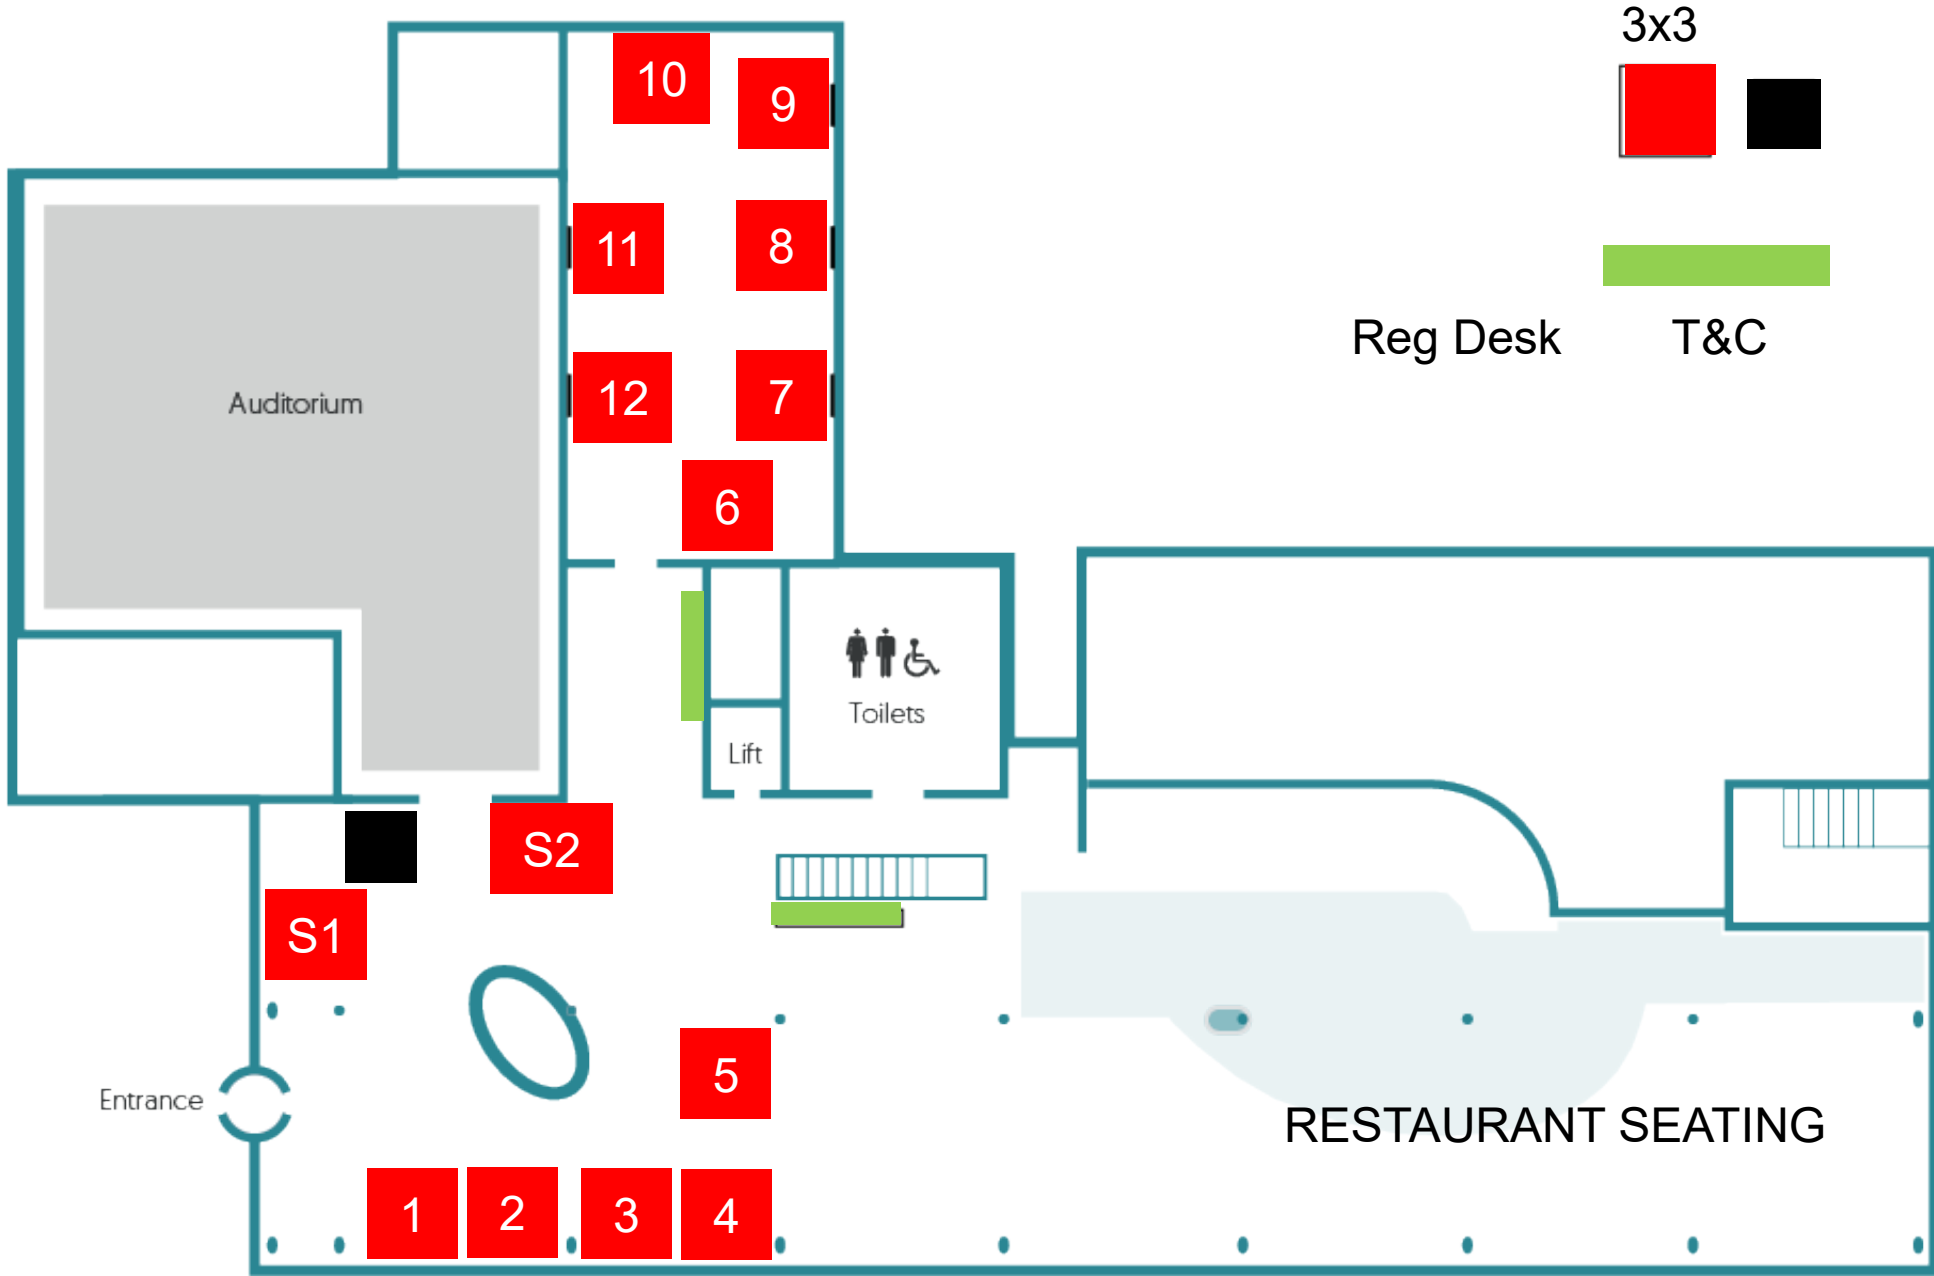 3x3
10
9
11
8
Reg Desk
T&C
12
7
Auditorium
6
Toilets
Lift
S2
S1
5
Entrance
RESTAURANT SEATING
1
2
3
4